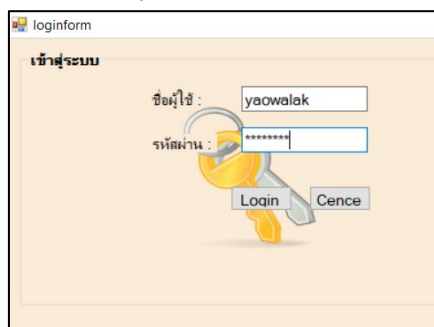 loginform
เข้าสู่ระบบ
ชื่อผู้ใช้ : yaowalak
รหัสผ่าน : ********
Login Cence